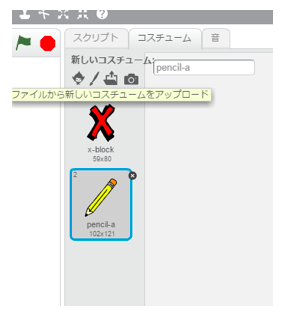 スクリプト コスチューム 音
新しいコスチューム:
pencil-a
ファイルから新しいコスチュームをアップロード
x-block
59x80
2
pencil-a
102x121